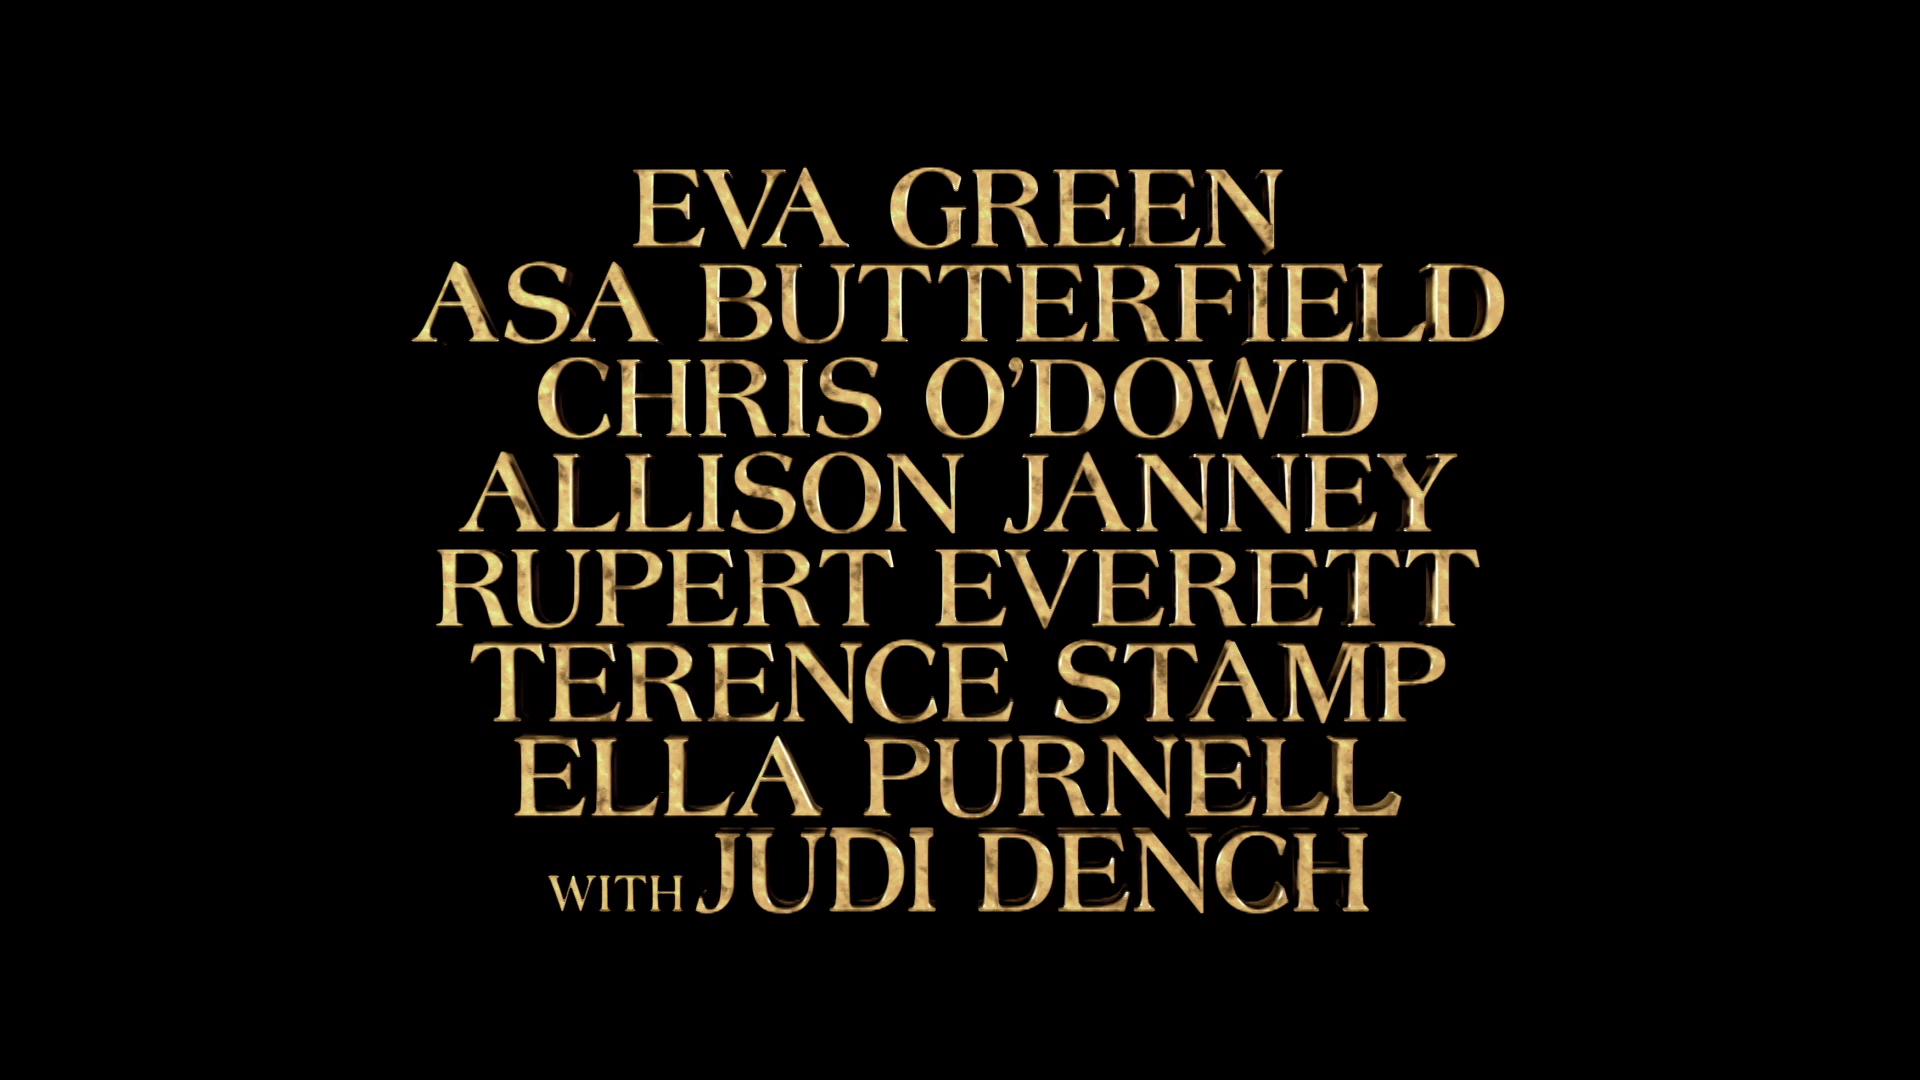 EVA GREEN
ASA BUTTERFIELD
CHRIS O’DOWD
ALLISON JANNEY
RUPERT EVERETT
TERENCE STAMP
ELLA PURNELL
WITH JUDI DENCH